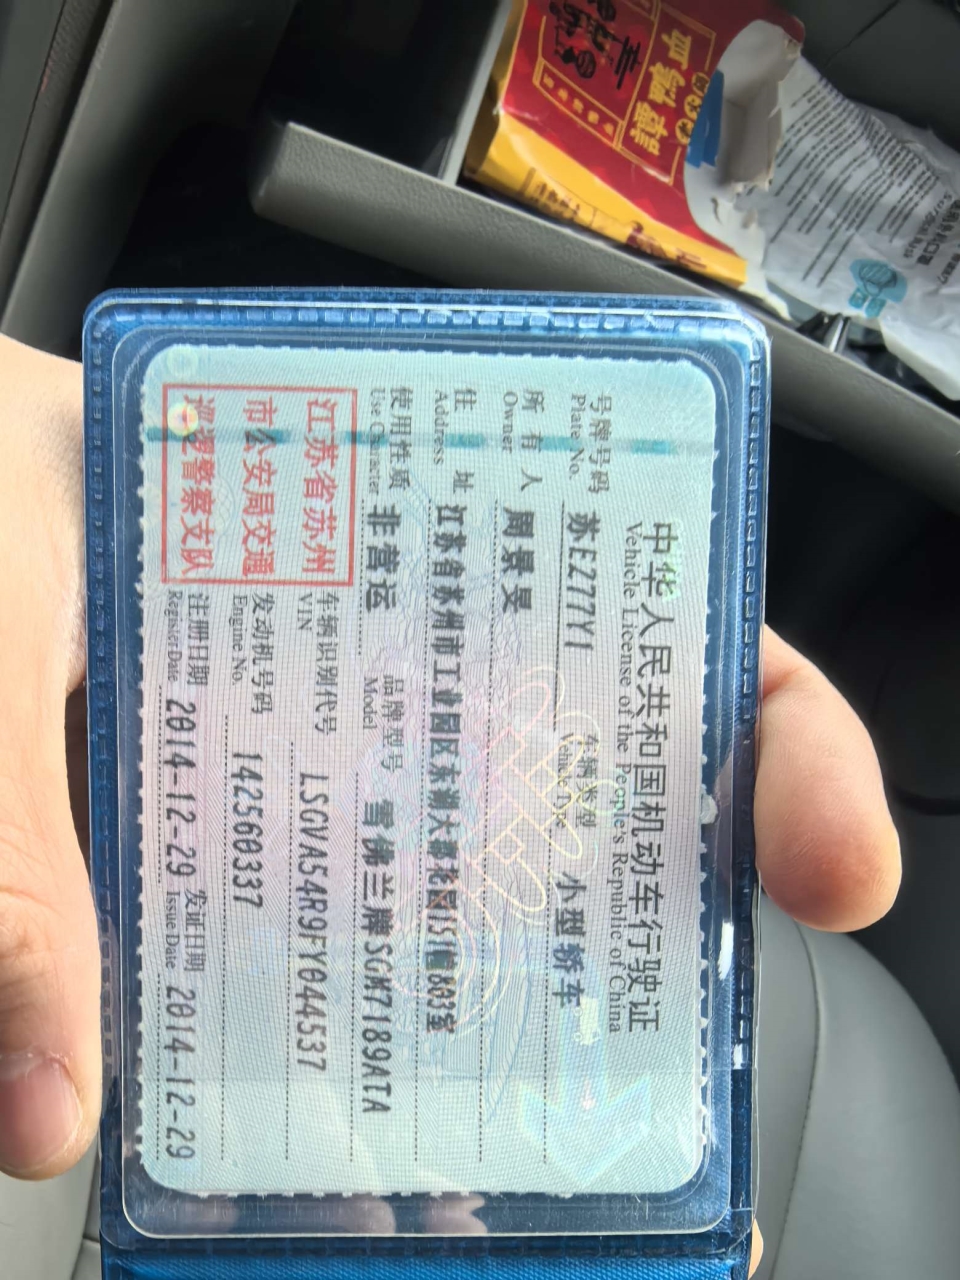 中华人民共和国机动车行驶证
Vehicle License of the People's Republic of China
号牌号码 苏EZ77Y1 车辆类型 小型轿车
Plate No. Vehicle Type
所有人 周景旻
Owner
住址 江苏省苏州市工业园区东湖大郡花园151幢803室
Address
使用性质 非营运 品牌型号 雪佛兰牌SGM7189ATA
Use Character Model
江苏省苏州
市公安局交通
巡逻警察支队
车辆识别代号 LSGVA54R9FY044537
VIN
发动机号码 142560337
Engine No.
注册日期 2014-12-29 发证日期 2014-12-29
Register Date Issue Date